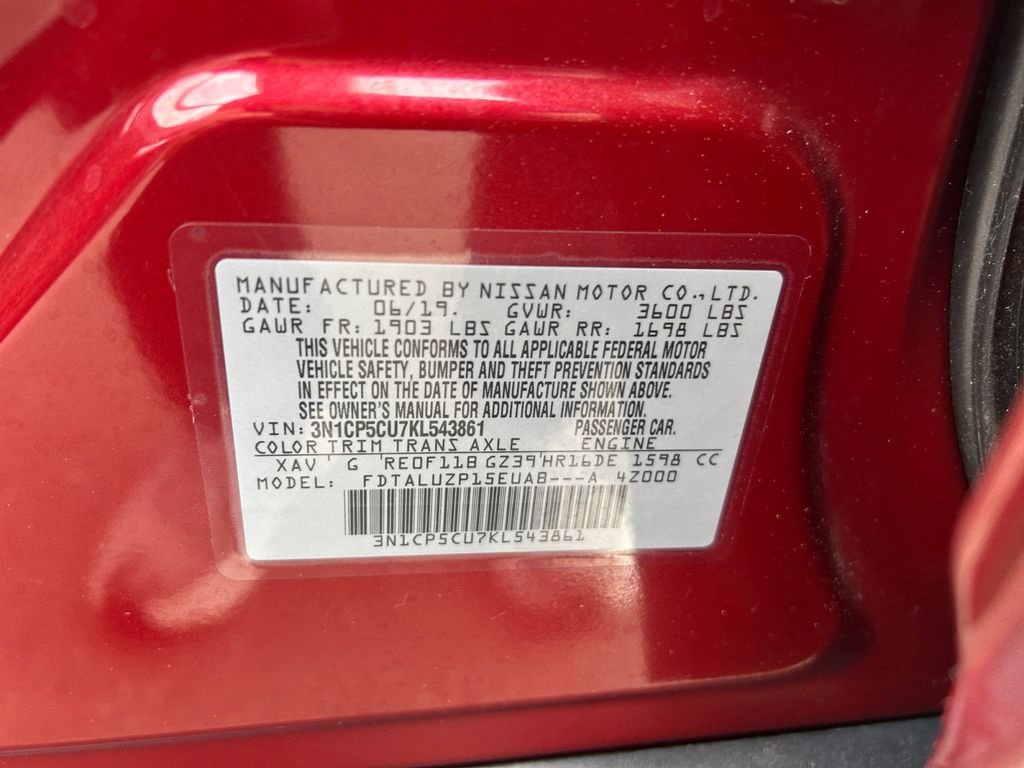 MANUFACTURED BY NISSAN MOTOR CO.,LTD.
DATE: 06/19. GVWR: 3600 LBS
GAWR FR: 1903 LBS GAWR RR: 1698 LBS
THIS VEHICLE CONFORMS TO ALL APPLICABLE FEDERAL MOTOR
VEHICLE SAFETY, BUMPER AND THEFT PREVENTION STANDARDS
IN EFFECT ON THE DATE OF MANUFACTURE SHOWN ABOVE.
SEE OWNER'S MANUAL FOR ADDITIONAL INFORMATION.
VIN: 3N1CP5CU7KL543861 PASSENGER CAR.
COLOR TRIM TRANS AXLE ENGINE
XAV G RE0F11B GZ39 HR16DE 1598 CC
MODEL: FDTALUZP15EUAB---A 4Z000
3N1CP5CU7KL543861